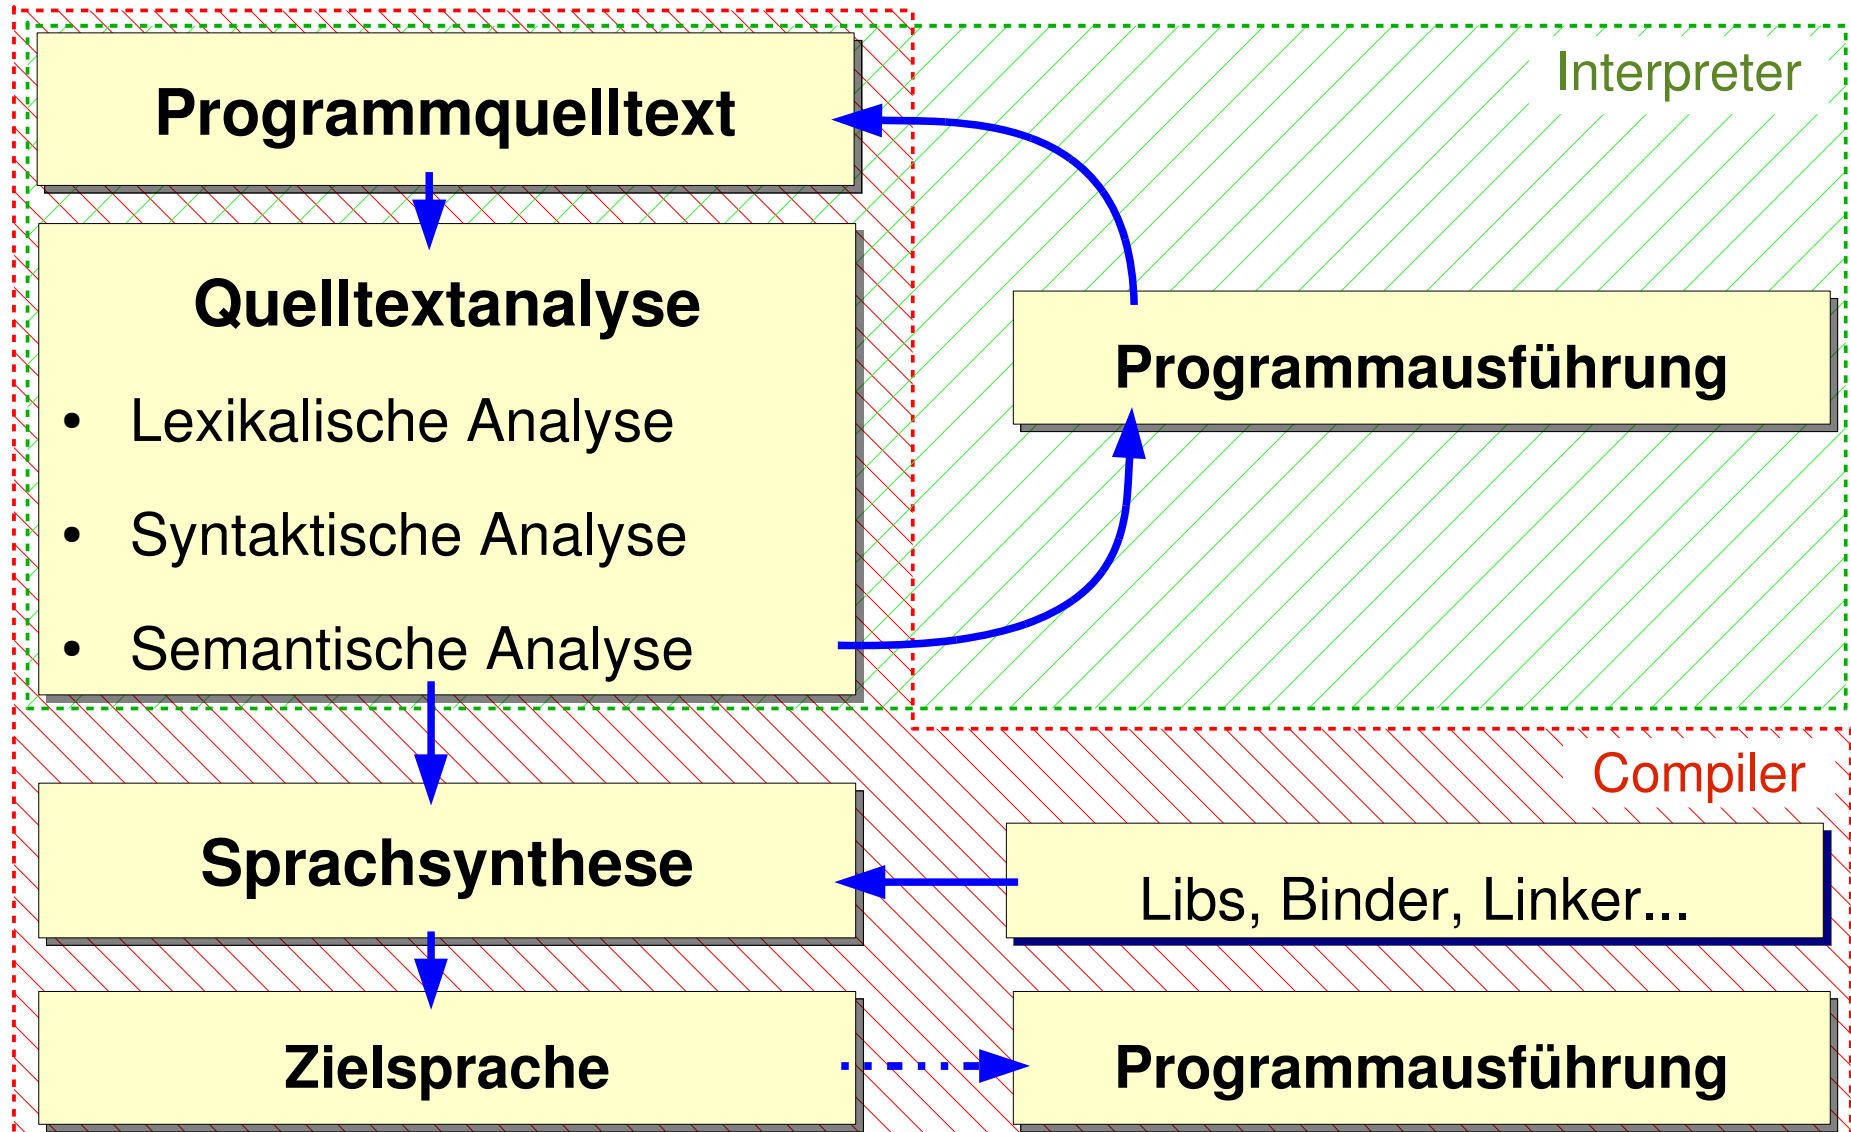 Interpreter
Programmquelltext
Quelltextanalyse
• Lexikalische Analyse
• Syntaktische Analyse
• Semantische Analyse
Programmausführung
Compiler
Sprachsynthese
Libs, Binder, Linker...
Zielsprache
Programmausführung